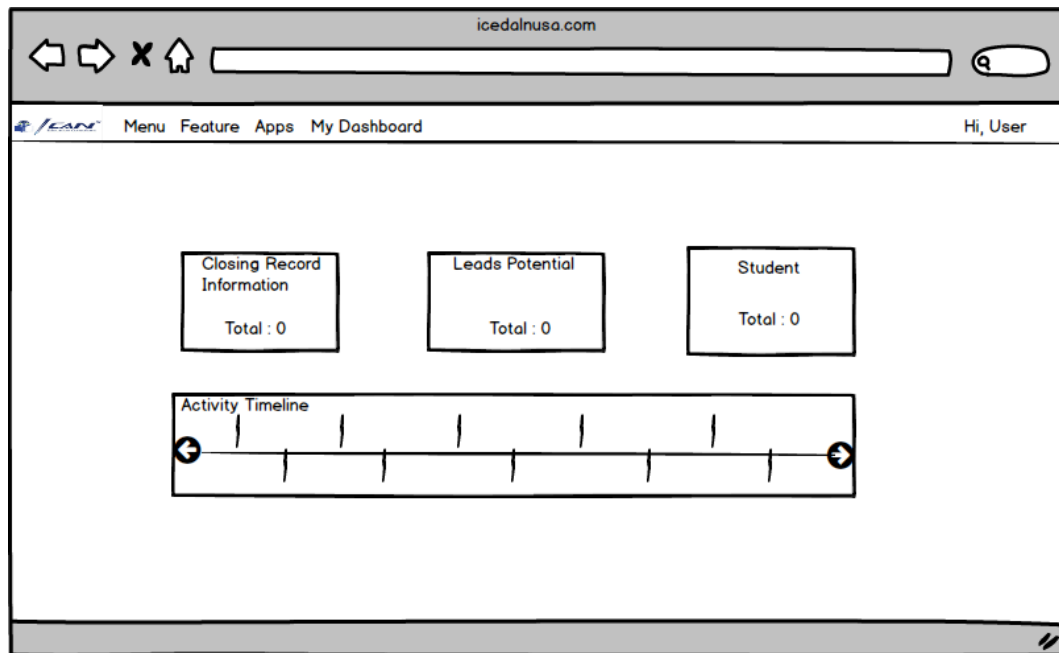 icedalnusa.com
ICAN
Menu Feature Apps My Dashboard Hi, User
Closing Record
Information
Total : 0
Leads Potential
Total : 0
Student
Total : 0
Activity Timeline